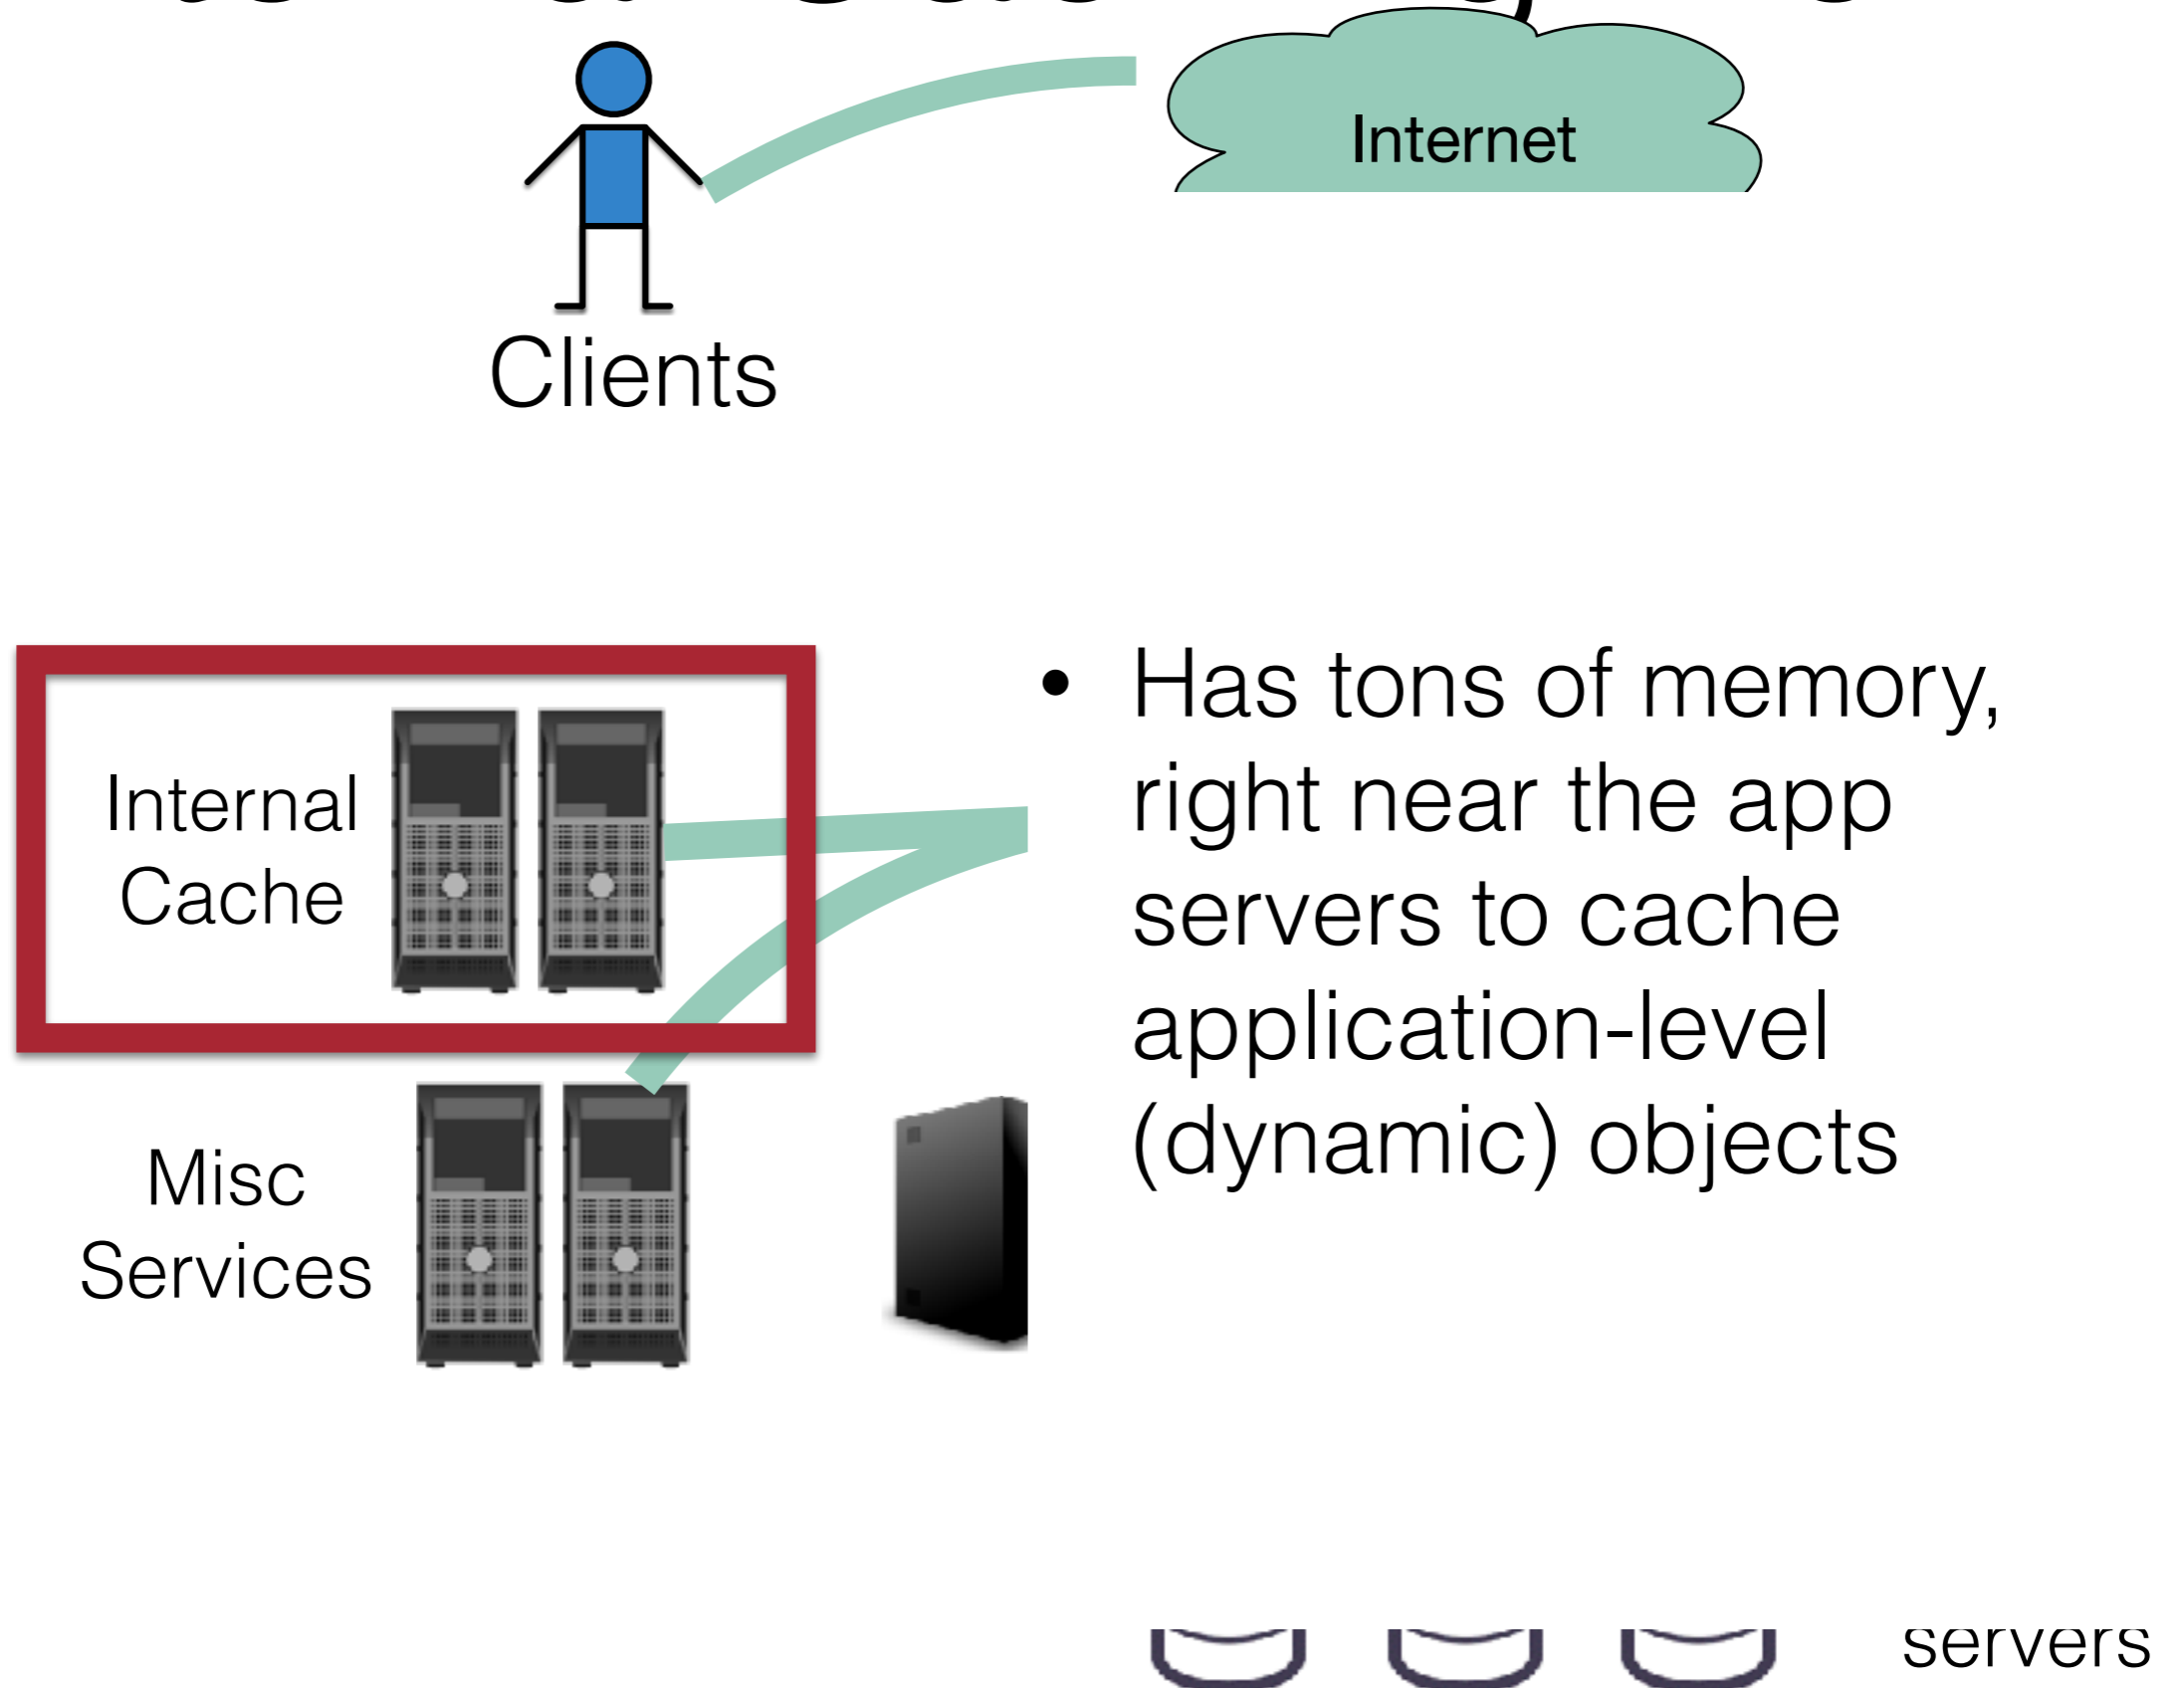 Internet
Clients
Internal
Cache
• Has tons of memory,
right near the app
servers to cache
application-level
(dynamic) objects
Misc
Services
servers